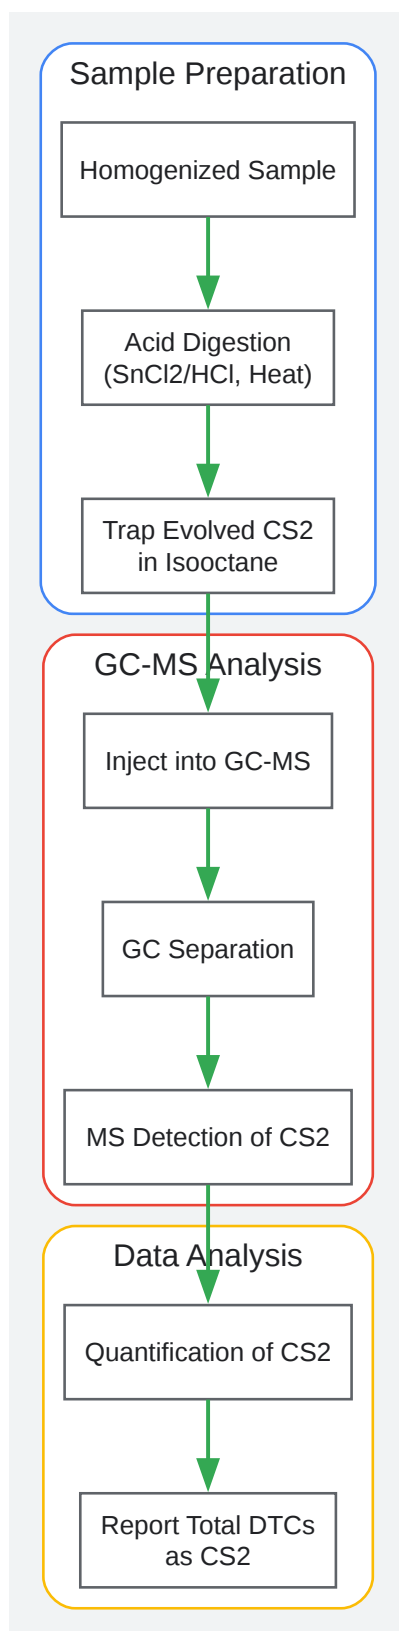 Sample Preparation
Homogenized Sample
Acid Digestion
(SnCl2/HCl, Heat)
Trap Evolved CS2
in Isooctane
GC-MS Analysis
Inject into GC-MS
GC Separation
MS Detection of CS2
Data Analysis
Quantification of CS2
Report Total DTCs
as CS2